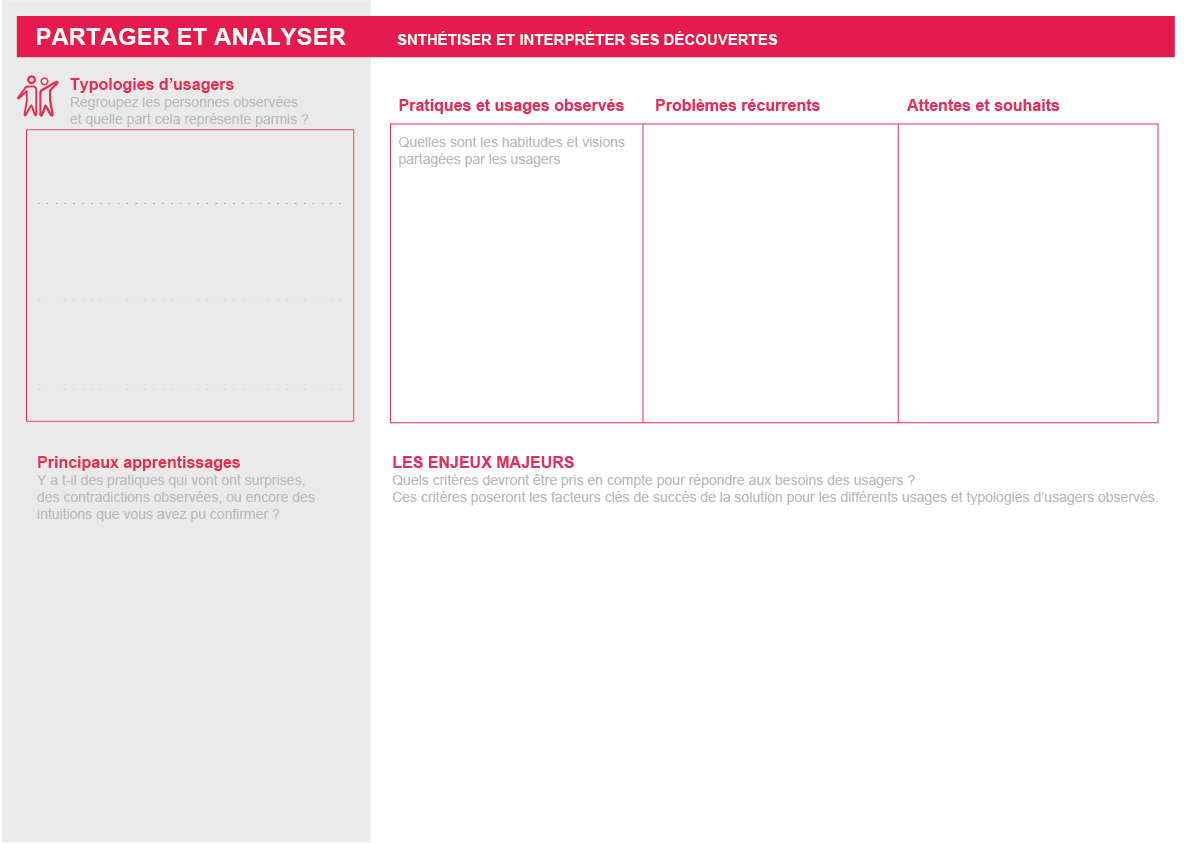 PARTAGER ET ANALYSER
SNTHÉTISER ET INTERPRÉTER SES DÉCOUVERTES
Typologies d’usagers
Regroupez les personnes observées
et quelle part cela représente parmis ?
Pratiques et usages observés
Problèmes récurrents
Attentes et souhaits
Quelles sont les habitudes et visions
partagées par les usagers
Principaux apprentissages
Y a t-il des pratiques qui vont ont surprises,
des contradictions observées, ou encore des
intuitions que vous avez pu confirmer ?
LES ENJEUX MAJEURS
Quels critères devront être pris en compte pour répondre aux besoins des usagers ?
Ces critères poseront les facteurs clés de succès de la solution pour les différents usages et typologies d’usagers observés.